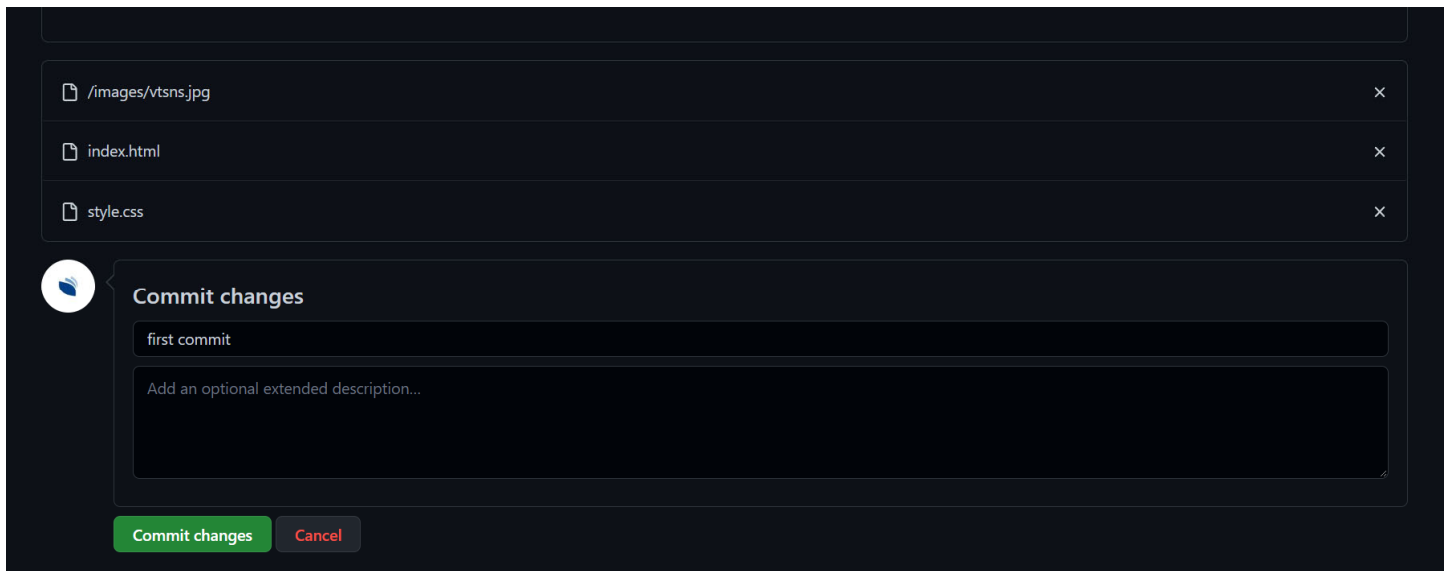 /images/vtsns.jpg
index.html
style.css
Commit changes
first commit
Add an optional extended description...
Commit changes
Cancel